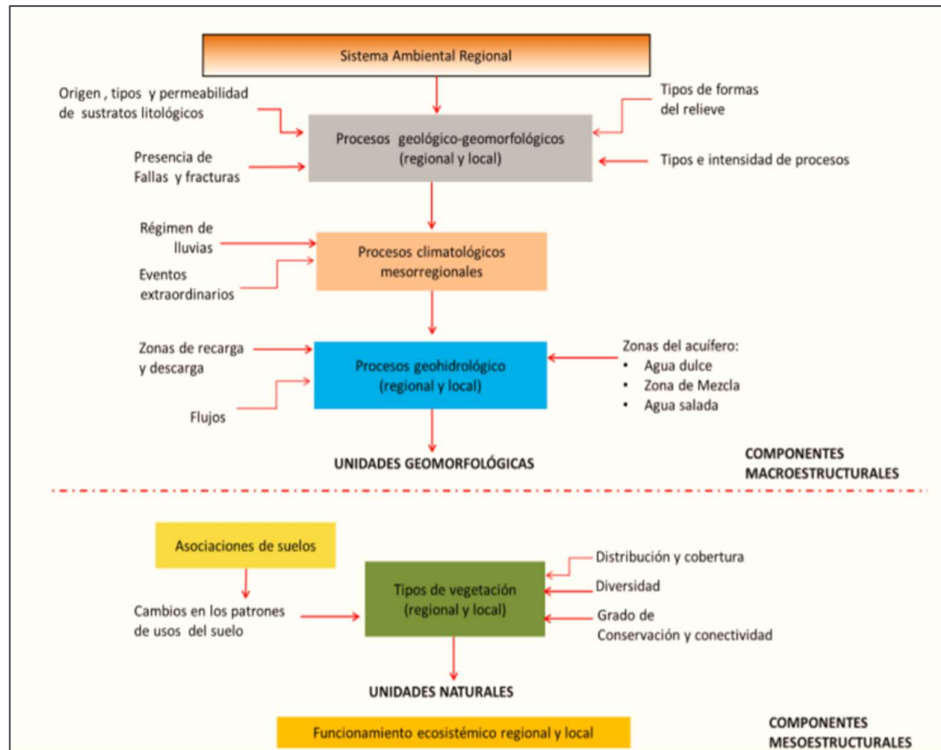 Sistema Ambiental Regional
Origen , tipos y permeabilidad
de sustratos litológicos
Tipos de formas
del relieve
Procesos geológico-geomorfológicos
(regional y local)
Presencia de
Fallas y fracturas
Tipos e intensidad de procesos
Régimen de
lluvias
Procesos climatológicos
mesorregionales
Eventos
extraordinarios
Zonas de recarga
y descarga
Procesos geohidrológico
(regional y local)
Zonas del acuífero:
• Agua dulce
• Zona de Mezcla
• Agua salada
Flujos
UNIDADES GEOMORFOLÓGICAS
COMPONENTES
MACROESTRUCTURALES
Asociaciones de suelos
Distribución y cobertura
Tipos de vegetación
(regional y local)
Diversidad
Cambios en los patrones
de usos del suelo
Grado de
Conservación y conectividad
UNIDADES NATURALES
Funcionamiento ecosistémico regional y local
COMPONENTES
MESOESTRUCTURALES